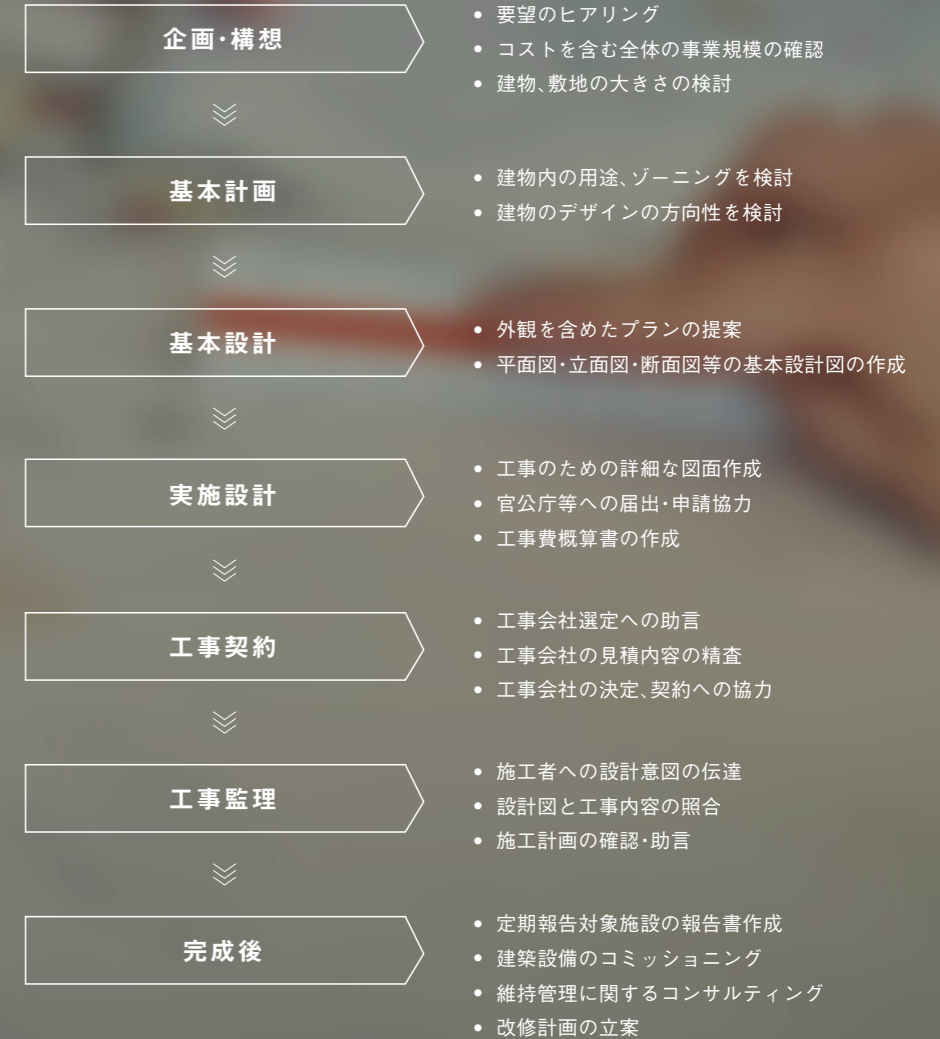 企画・構想
• 要望のヒアリング
• コストを含む全体の事業規模の確認
• 建物、敷地の大きさの検討
基本計画
• 建物内の用途、ゾーニングを検討
• 建物のデザインの方向性を検討
基本設計
• 外観を含めたプランの提案
• 平面図・立面図・断面図等の基本設計図の作成
実施設計
• 工事のための詳細な図面作成
• 官公庁等への届出・申請協力
• 工事費概算書の作成
工事契約
• 工事会社選定への助言
• 工事会社の見積内容の精査
• 工事会社の決定、契約への協力
工事監理
• 施工者への設計意図の伝達
• 設計図と工事内容の照合
• 施工計画の確認・助言
完成後
• 定期報告対象施設の報告書作成
• 建築設備のコミッショニング
• 維持管理に関するコンサルティング
• 改修計画の立案